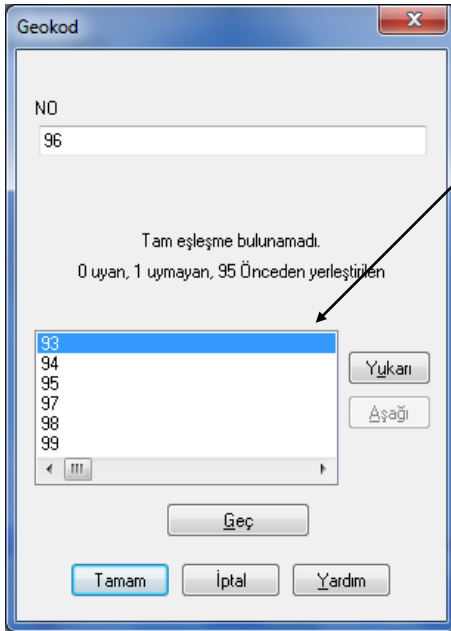 Geokod
NO
96
Tam eşleşme bulunamadı.
0 uyan, 1 uymayan, 95 Önceden yerleştirilen
93
94
95
97
98
99
Yukarı
Aşağı
Geç
Tamam
İptal
Yardım